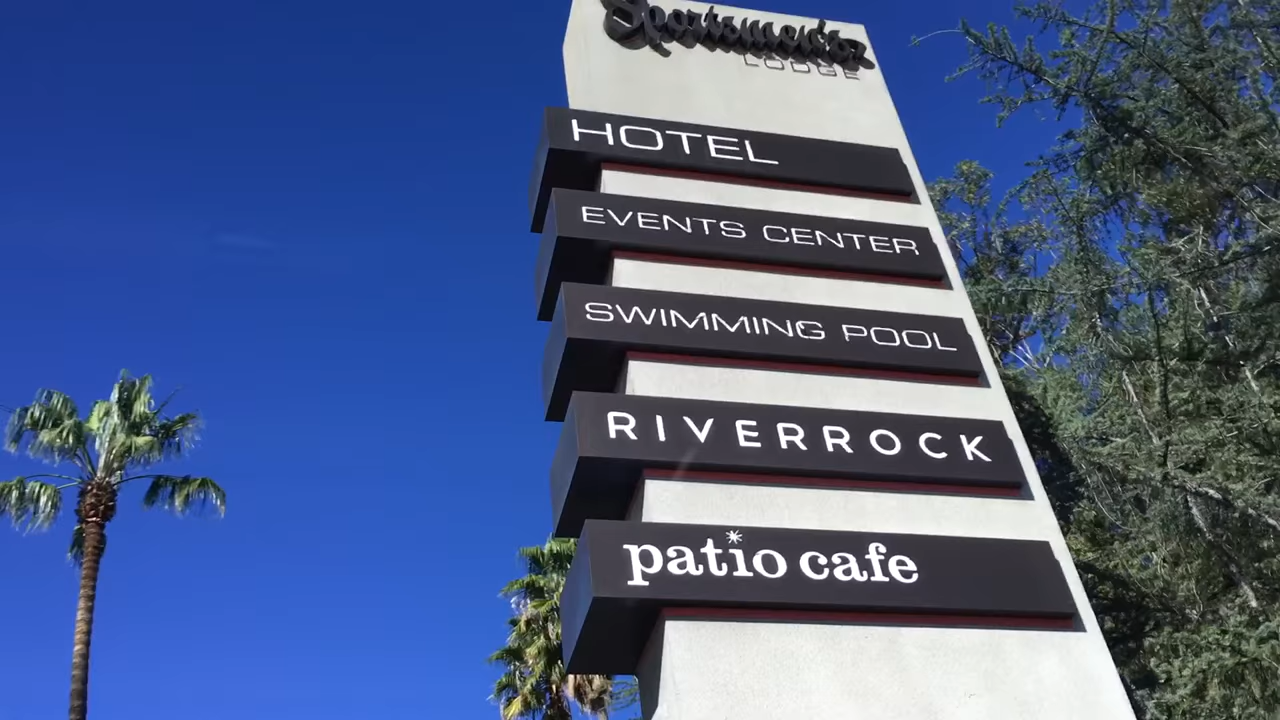 Sportsmen's
LODGE
HOTEL
EVENTS CENTER
SWIMMING POOL
RIVERROCK
patio cafe